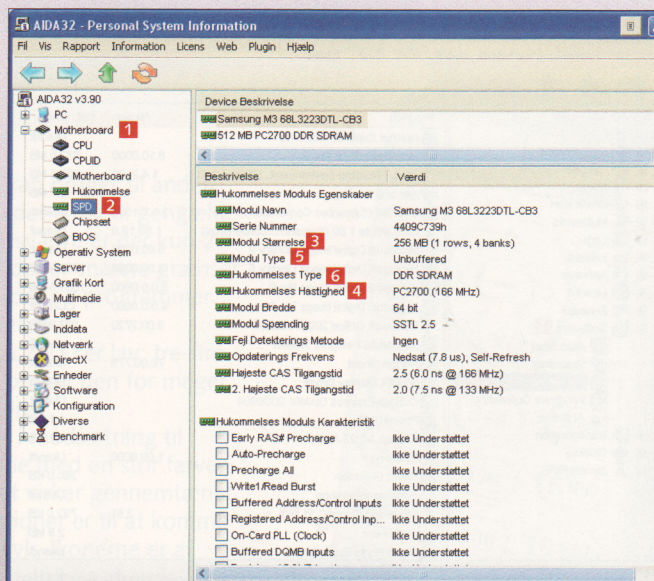 AIDA32 - Personal System Information
Fil Vis Rapport Information Licens Web Plugin Hjælp
AIDA32 v3.90
PC
Motherboard 1
CPU
CPUID
Motherboard
Hukommelse
SPD 2
Chipsæt
BIOS
Operativ System
Server
Grafik Kort
Multimedie
Lager
Inddata
Netværk
DirectX
Enheder
Software
Konfiguration
Diverse
Benchmark
Device Beskrivelse
Samsung M3 68L3223DTL-CB3
512 MB PC2700 DDR SDRAM
Beskrivelse Værdi
Hukommelses Moduls Egenskaber
Modul Navn Samsung M3 68L3223DTL-CB3
Serie Nummer 4409C739h
Modul Størrelse 3 256 MB (1 rows, 4 banks)
Modul Type 5 Unbuffered
Hukommelses Type 6 DDR SDRAM
Hukommelses Hastighed 4 PC2700 (166 MHz)
Modul Bredde 64 bit
Modul Spænding SSTL 2.5
Fejl Detekterings Metode Ingen
Opdaterings Frekvens Nedsat (7.8 us), Self-Refresh
Højeste CAS Tilgangstid 2.5 (6.0 ns @ 166 MHz)
2. Højeste CAS Tilgangstid 2.0 (7.5 ns @ 133 MHz)
Hukommelses Moduls Karakteristik
Early RAS# Precharge Ikke Understøttet
Auto-Precharge Ikke Understøttet
Precharge All Ikke Understøttet
Write1/Read Burst Ikke Understøttet
Buffered Address/Control Inputs Ikke Understøttet
Registered Address/Control Inp... Ikke Understøttet
On-Card PLL (Clock) Ikke Understøttet
Buffered DQMB Inputs Ikke Understøttet